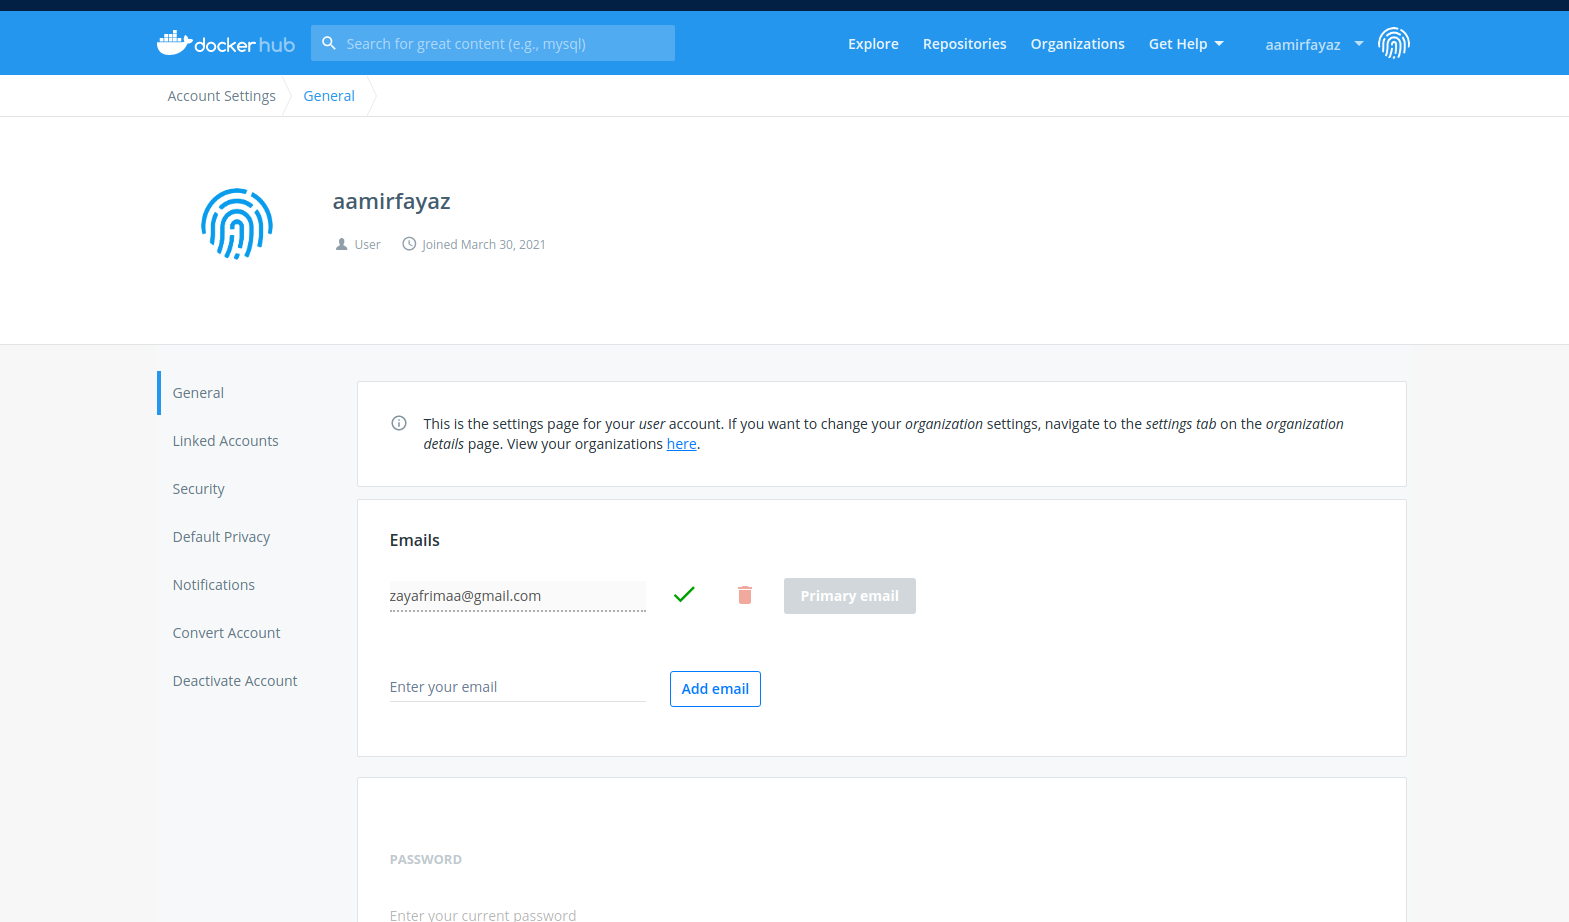 docker hub
Search for great content (e.g., mysql)
Explore
Repositories
Organizations
Get Help
aamirfayaz
Account Settings
General
aamirfayaz
User
Joined March 30, 2021
General
Linked Accounts
Security
Default Privacy
Notifications
Convert Account
Deactivate Account
This is the settings page for your user account. If you want to change your organization settings, navigate to the settings tab on the organization
details page. View your organizations here.
Emails
zayafrimaa@gmail.com
Primary email
Enter your email
Add email
PASSWORD
Enter your current password